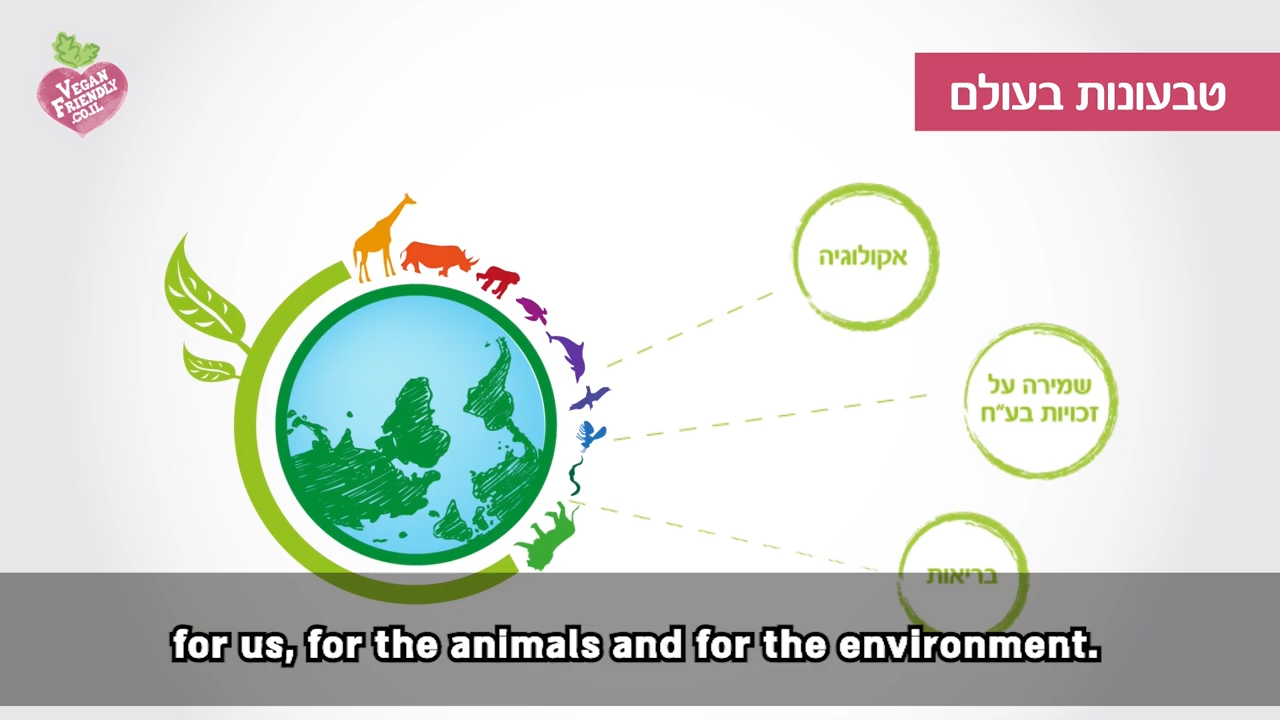 VEGAN
FRIENDLY
.CO.IL
טבעונות בעולם
אקולוגיה
שמירה על
זכויות בע״ח
בריאות
for us, for the animals and for the environment.